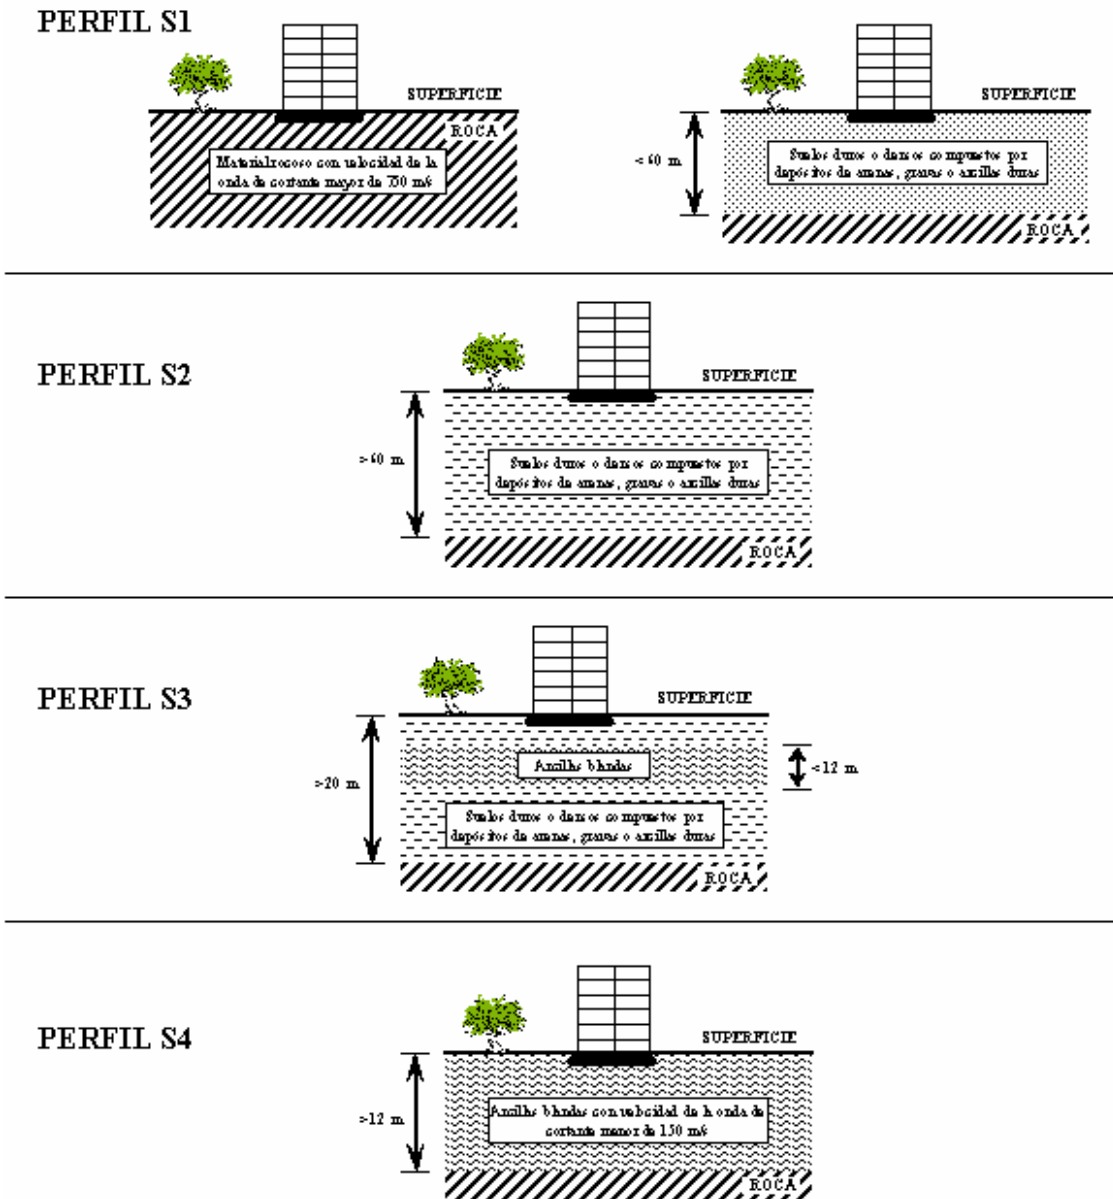 PERFIL S1
SUPERFICIE
ROCA
Material rocoso con velocidad de la
onda de cortante mayor de 750 m/s
SUPERFICIE
<60 m
Suelos duros o densos compuestos por
depósitos de arenas, gravas o arcillas duras
ROCA
PERFIL S2
SUPERFICIE
>60 m
Suelos duros o densos compuestos por
depósitos de arenas, gravas o arcillas duras
ROCA
PERFIL S3
SUPERFICIE
>20 m
Arcillas blandas
<12 m
Suelos duros o densos compuestos por
depósitos de arenas, gravas o arcillas duras
ROCA
PERFIL S4
SUPERFICIE
>12 m
Arcillas blandas con velocidad de la onda de
cortante menor de 150 m/s
ROCA